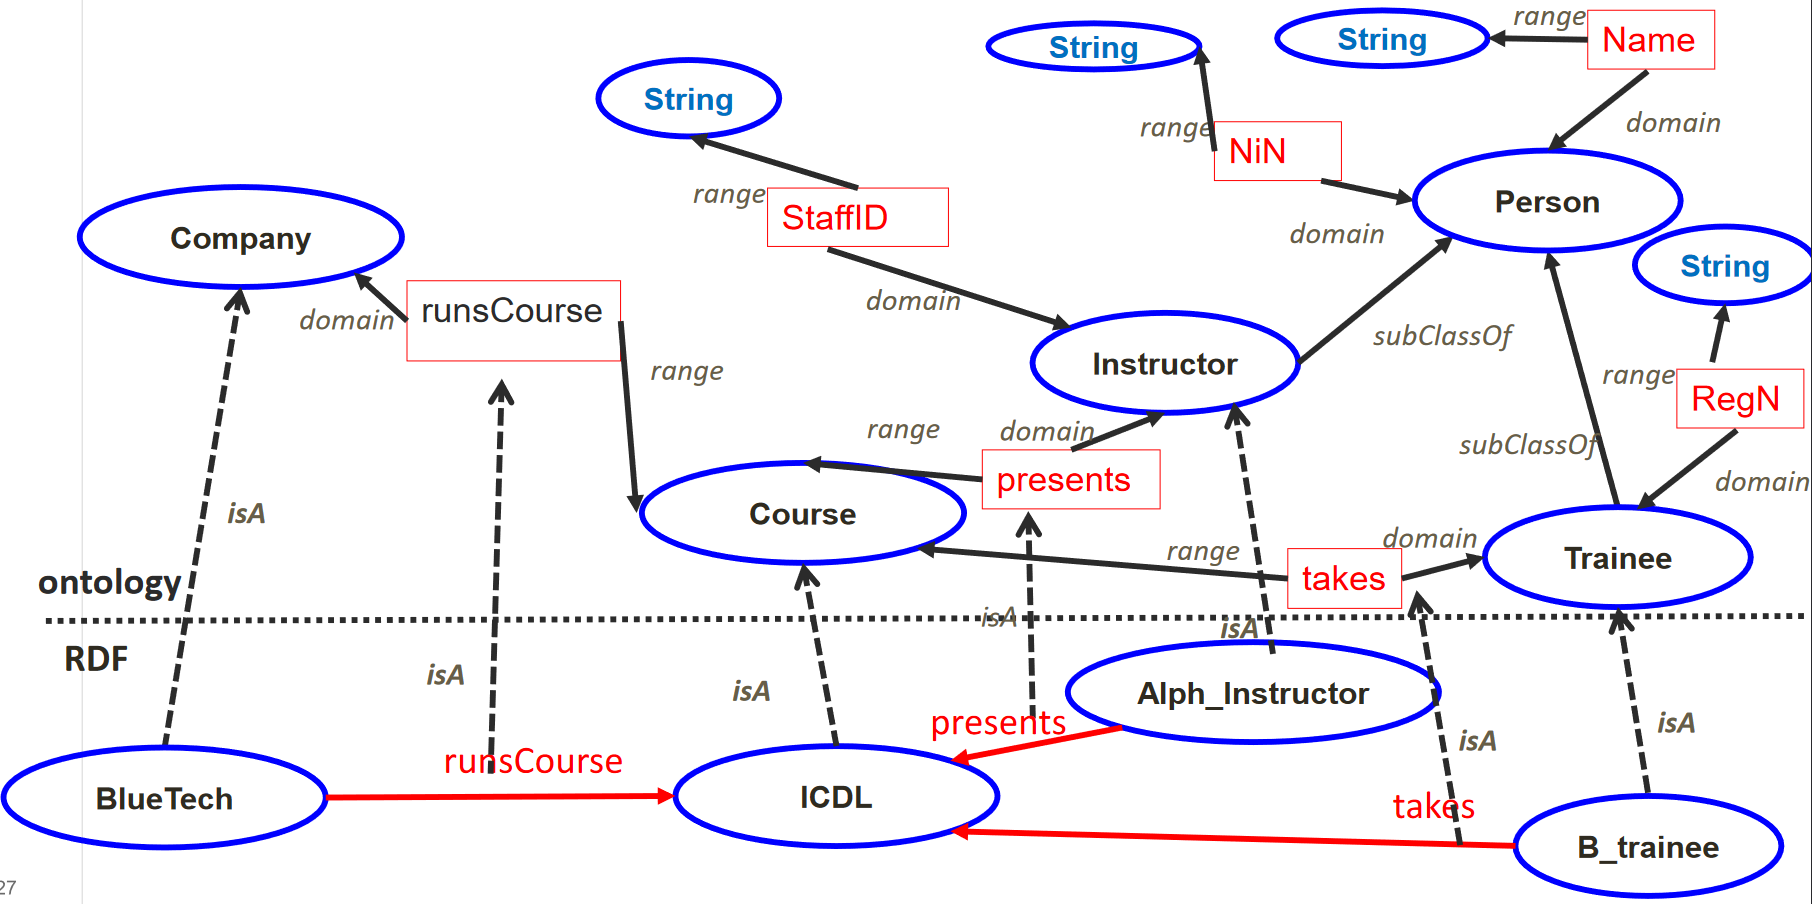 range
Name
String
String
String
domain
range
NiN
range
StaffID
Person
domain
Company
String
domain
runsCourse
domain
subClassOf
Instructor
range
range
RegN
range
domain
subClassOf
presents
domain
Course
isA
range
domain
takes
Trainee
ontology
isA
isA
RDF
isA
isA
Alph_Instructor
presents
isA
isA
runsCourse
BlueTech
ICDL
takes
B_trainee
27